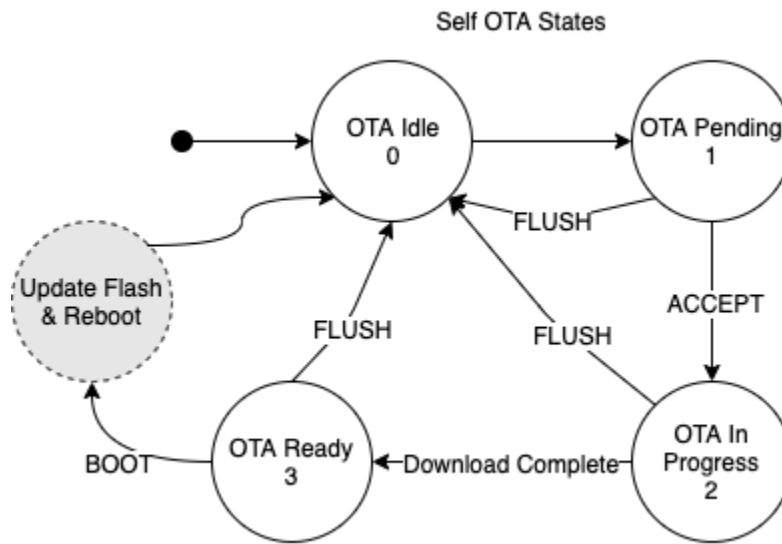 Self OTA States
OTA Idle
0
OTA Pending
1
FLUSH
Update Flash
& Reboot
ACCEPT
FLUSH
FLUSH
OTA Ready
3
OTA In
Progress
2
BOOT
Download Complete